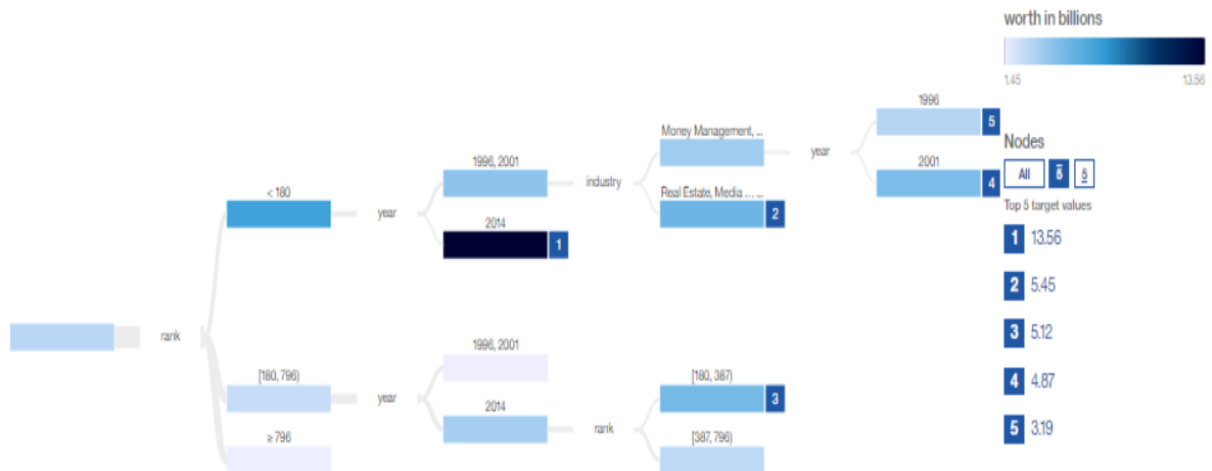 worth in billions
1.45 13.56
1996
5
Money Management, ...
year
1996, 2001
2001
4
industry
Nodes
All 5 5
< 180
Real Estate, Media ... ...
2
Top 5 target values
year
2014
1
1 13.56
2 5.45
rank
1996, 2001
3 5.12
[180, 796)
[180, 387)
year
3
4 4.87
2014
rank
≥ 796
[387, 796)
5 3.19